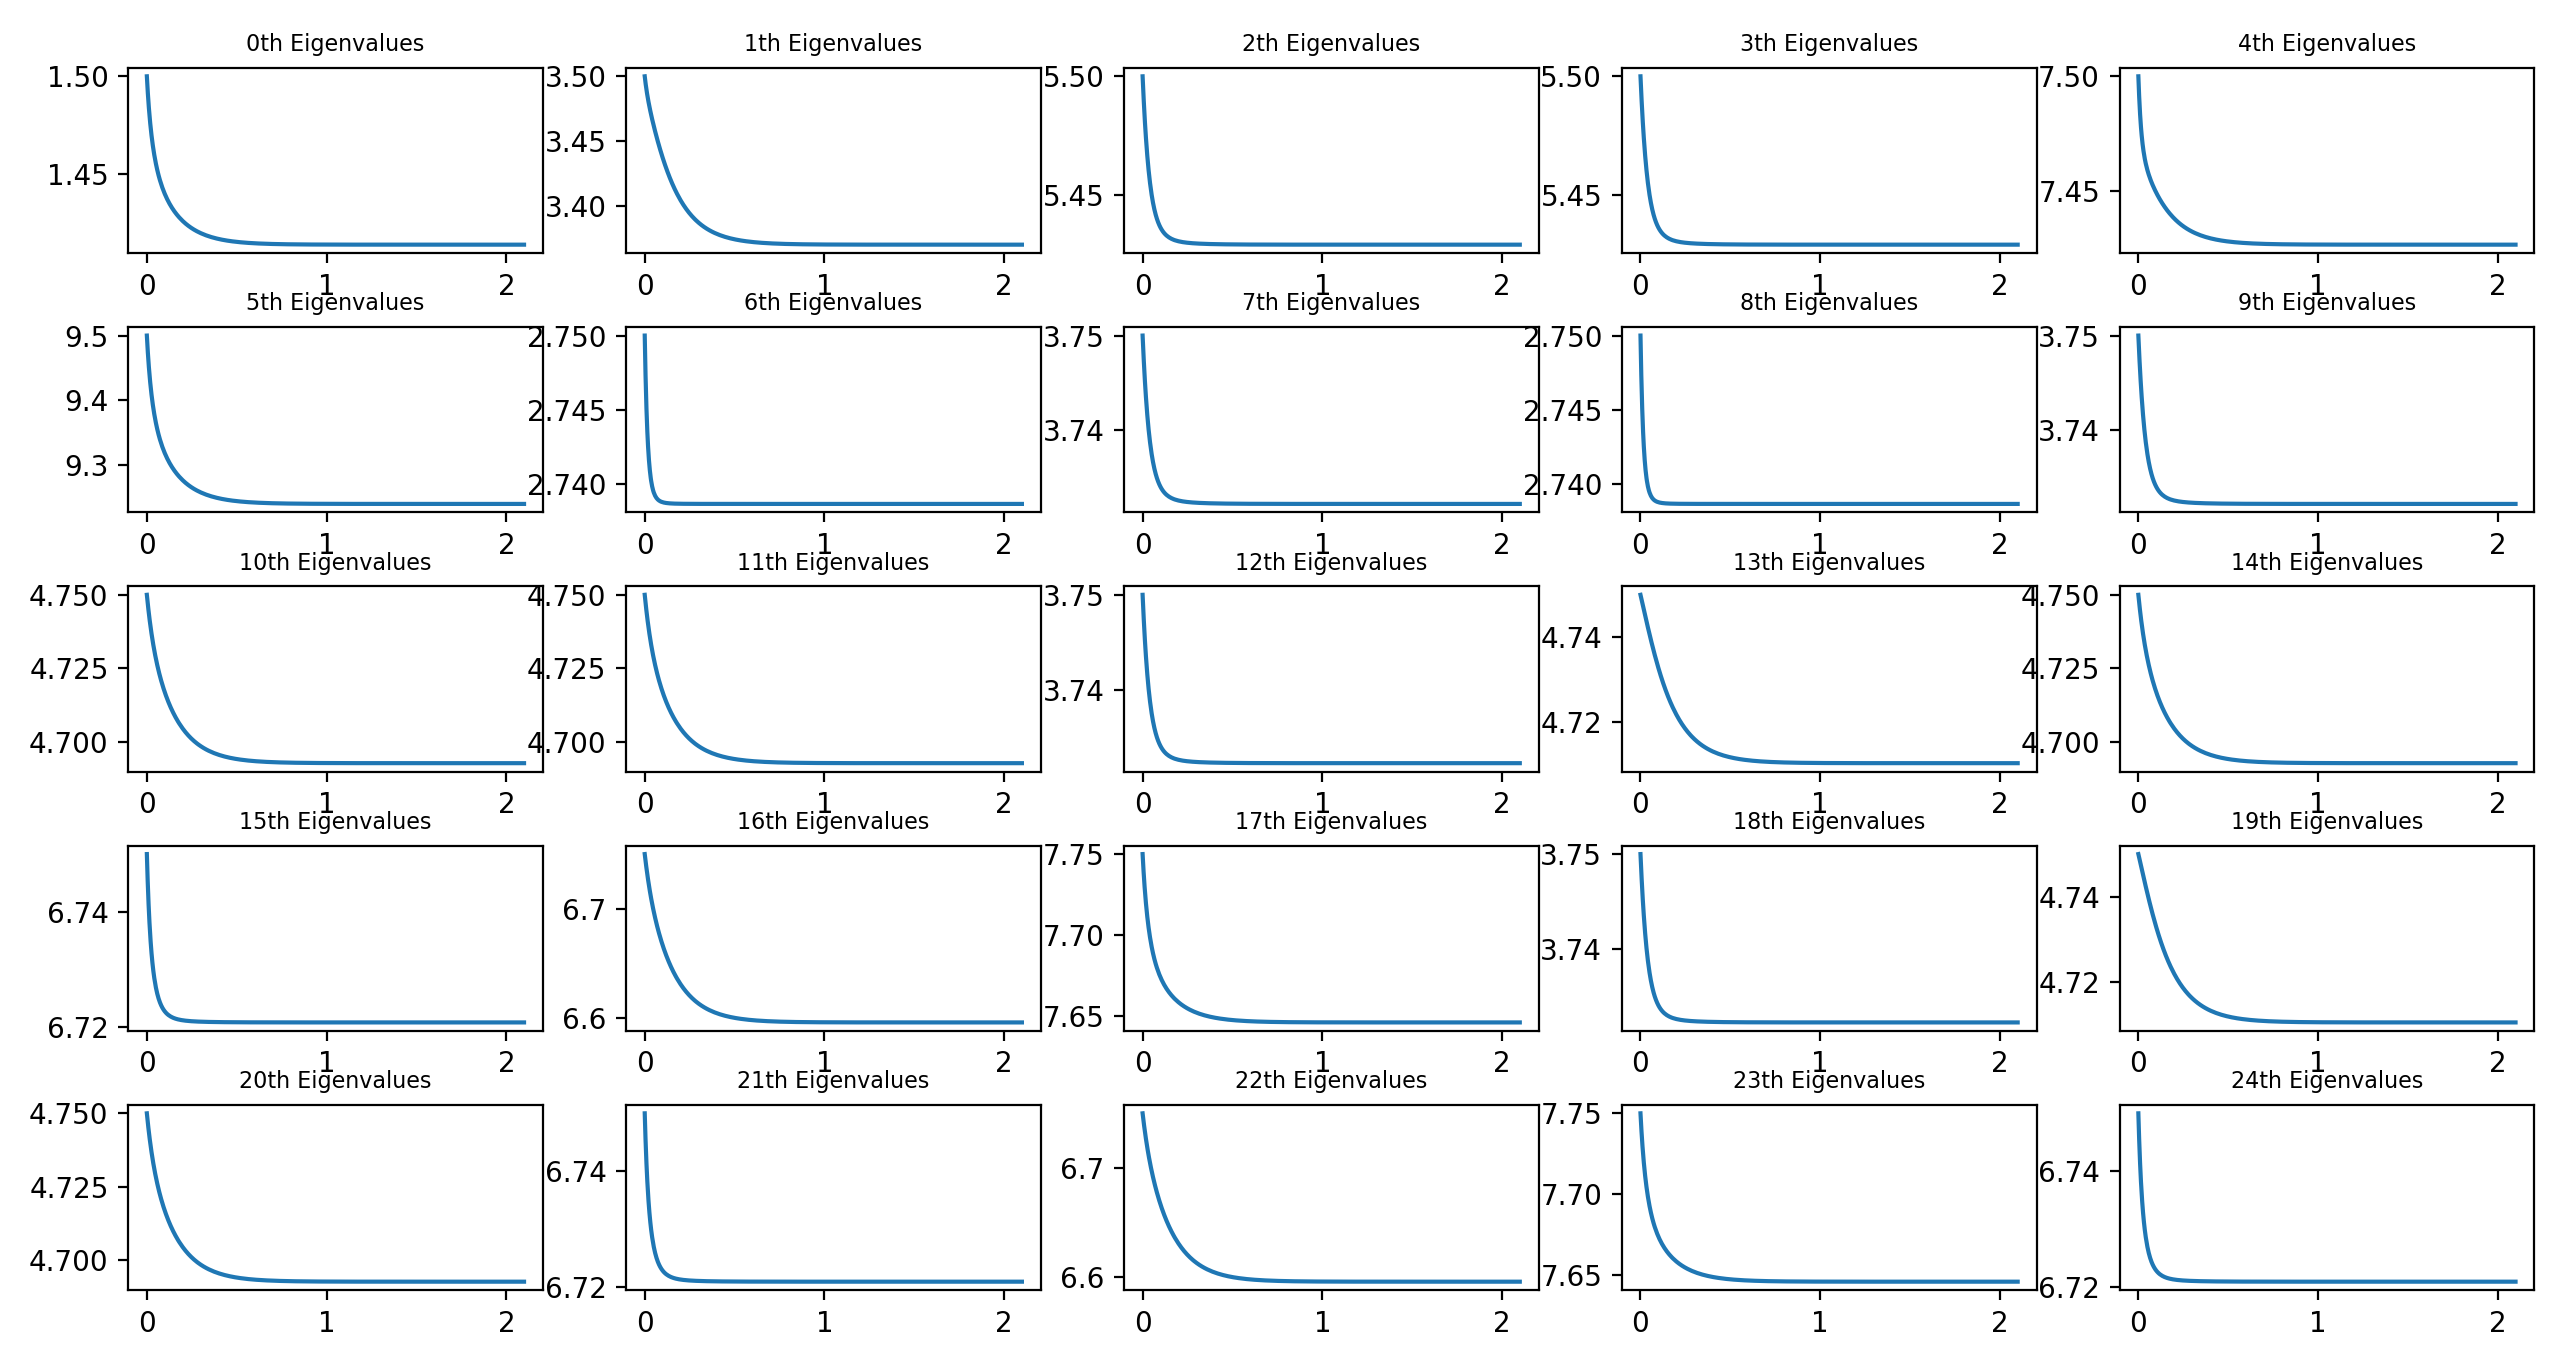 0th Eigenvalues 1th Eigenvalues 2th Eigenvalues 3th Eigenvalues 4th Eigenvalues
1.50 3.50 5.50 5.50 7.50
1.45 3.45 5.45 5.45 7.45
3.40
0 1 2 0 1 2 0 1 2 0 1 2 0 1 2
5th Eigenvalues 6th Eigenvalues 7th Eigenvalues 8th Eigenvalues 9th Eigenvalues
9.5 2.750 3.75 2.750 3.75
9.4 2.745 3.74 2.745 3.74
9.3 2.740 2.740
0 1 2 0 1 2 0 1 2 0 1 2 0 1 2
10th Eigenvalues 11th Eigenvalues 12th Eigenvalues 13th Eigenvalues 14th Eigenvalues
4.750 4.750 3.75 4.74 4.750
4.725 4.725 3.74 4.72 4.725
4.700 4.700 4.700
0 1 2 0 1 2 0 1 2 0 1 2 0 1 2
15th Eigenvalues 16th Eigenvalues 17th Eigenvalues 18th Eigenvalues 19th Eigenvalues
6.74 6.7 7.75 3.75 4.74
6.72 6.6 7.70 3.74 4.72
7.65
0 1 2 0 1 2 0 1 2 0 1 2 0 1 2
20th Eigenvalues 21th Eigenvalues 22th Eigenvalues 23th Eigenvalues 24th Eigenvalues
4.750 6.74 6.7 7.75 6.74
4.725 6.72 6.6 7.70 6.72
4.700 7.65
0 1 2 0 1 2 0 1 2 0 1 2 0 1 2